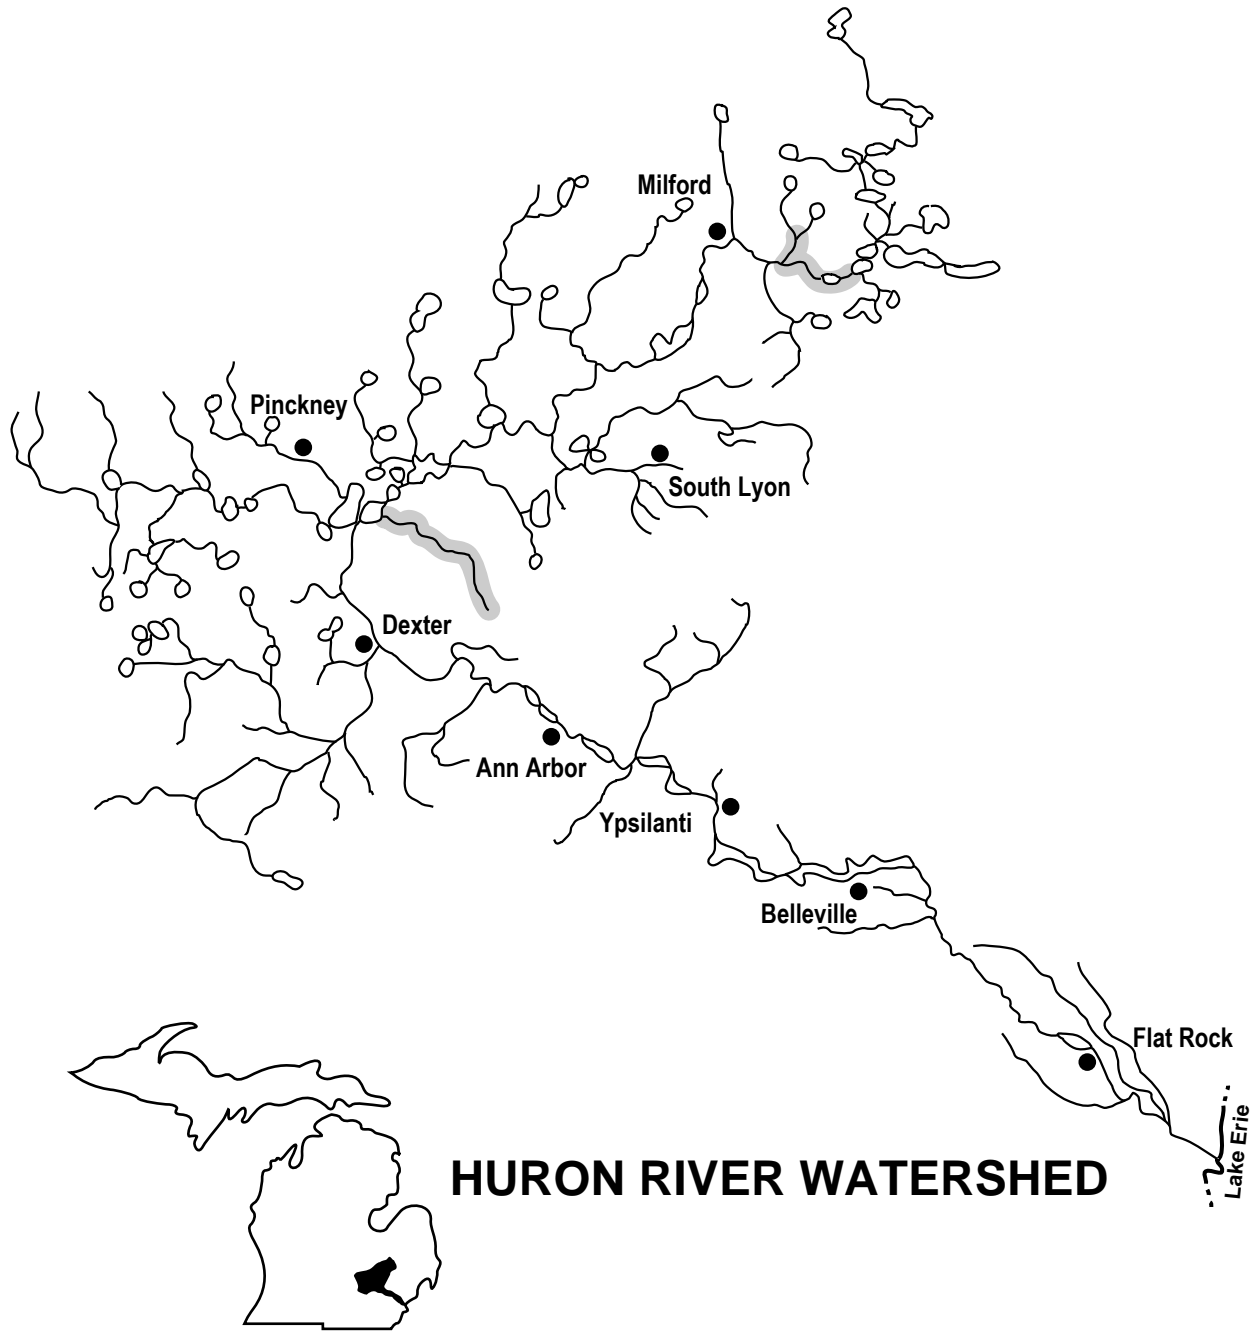 Milford
Pinckney
South Lyon
Dexter
Ann Arbor
Ypsilanti
Belleville
Flat Rock
Lake Erie
HURON RIVER WATERSHED